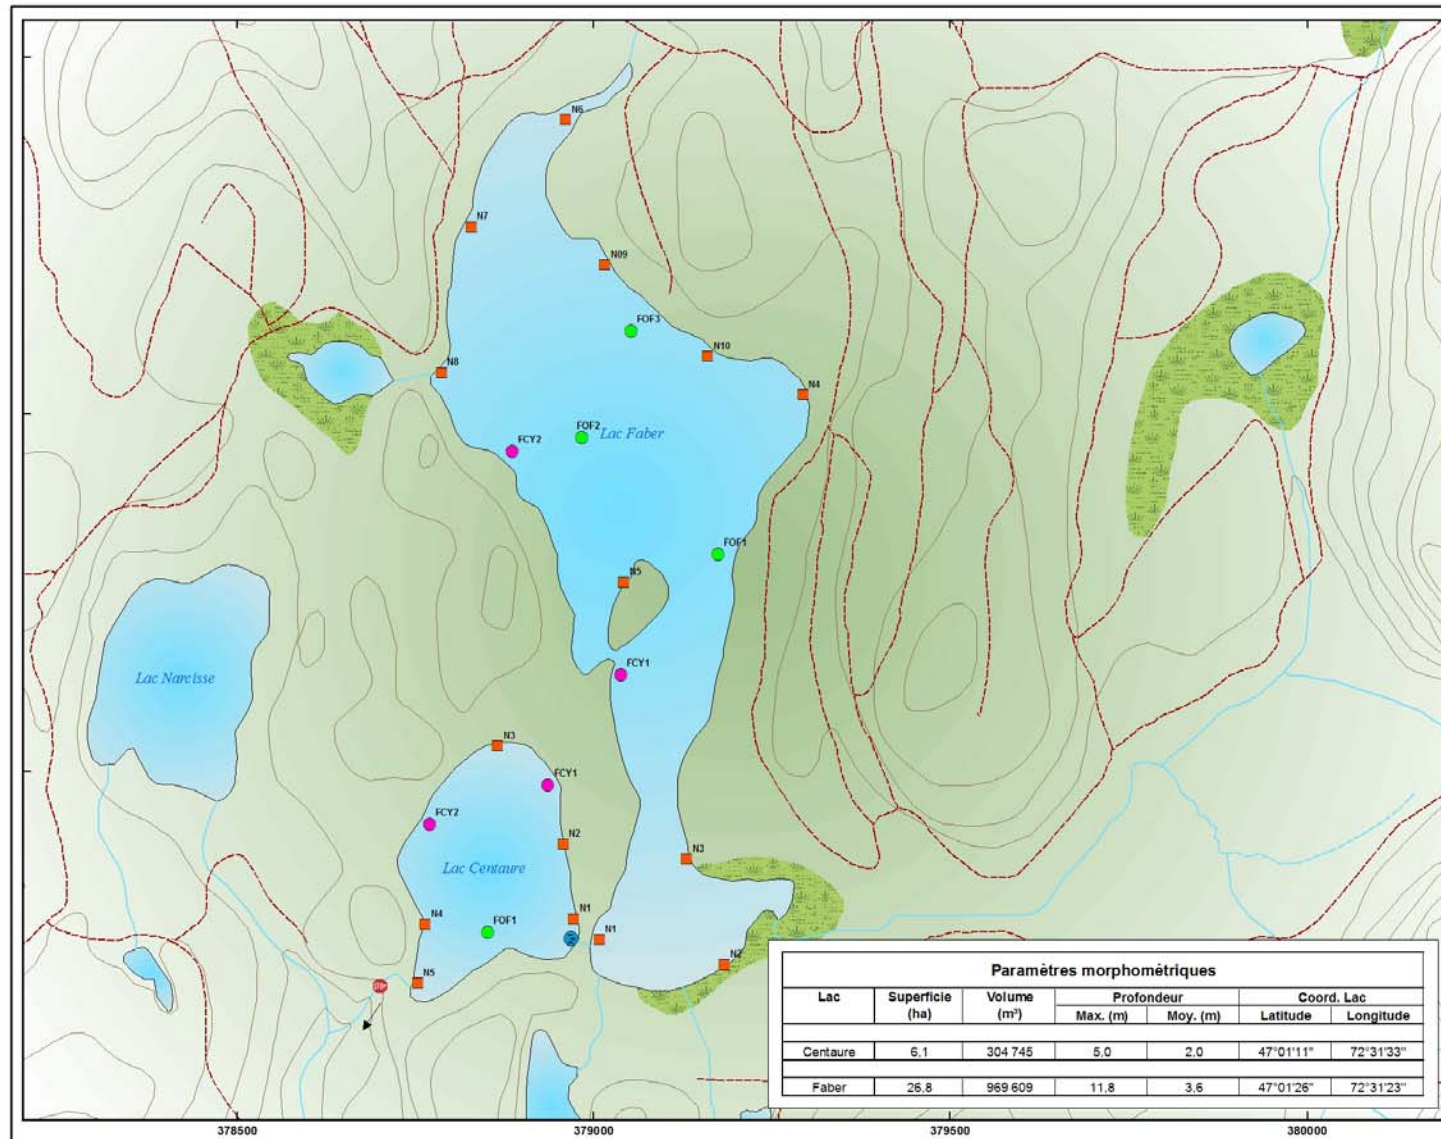 N6
N7
N09
FOF3
N10
N8
N4
FOF2
Lac Faber
FCY2
FOF1
N5
FCY1
Lac Narcisse
N3
FCY1
FCY2
N2
N3
Lac Centaure
N4
N1
FOF1
N1
N2
N5
STOP
Paramètres morphométriques
Lac Superficie (ha) Volume (m³) Profondeur Coord. Lac
Max. (m) Moy. (m) Latitude Longitude
Centaure 6.1 304 745 5.0 2.0 47°01'11" 72°31'33"
Faber 26.8 969 609 11.8 3.6 47°01'26" 72°31'23"
378500 379000 379500 380000